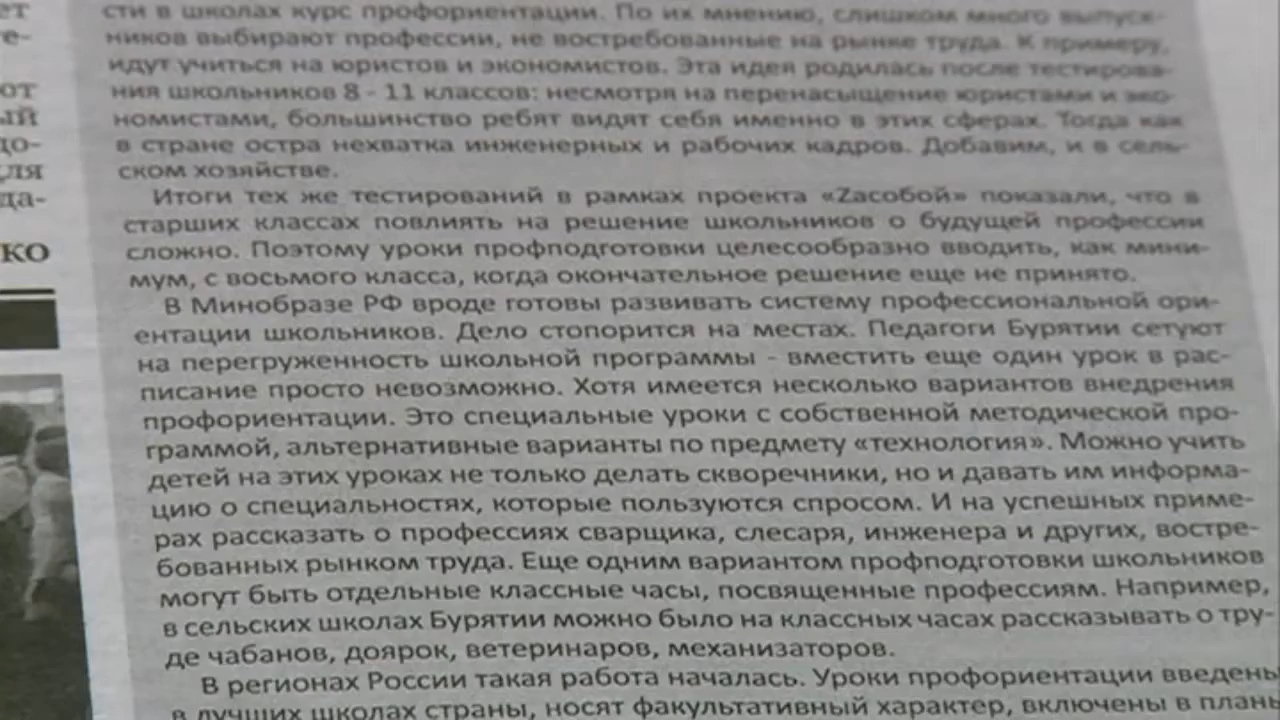 ет
е-
от
ый
до-
ля
да-
ко
сти в школах курс профориентации. По их мнению, слишком много выпуск-
ников выбирают профессии, не востребованные на рынке труда. К примеру,
идут учиться на юристов и экономистов. Эта идея родилась после тестирова-
ния школьников 8 - 11 классов: несмотря на перенасыщение юристами и эко-
номистами, большинство ребят видят себя именно в этих сферах. Тогда как
в стране остра нехватка инженерных и рабочих кадров. Добавим, и в сель-
ском хозяйстве.
Итоги тех же тестирований в рамках проекта «Zасобой» показали, что в
старших классах повлиять на решение школьников о будущей профессии
сложно. Поэтому уроки профподготовки целесообразно вводить, как мини-
мум, с восьмого класса, когда окончательное решение еще не принято.
В Минобразе РФ вроде готовы развивать систему профессиональной ори-
ентации школьников. Дело стопорится на местах. Педагоги Бурятии сетуют
на перегруженность школьной программы - вместить еще один урок в рас-
писание просто невозможно. Хотя имеется несколько вариантов внедрения
профориентации. Это специальные уроки с собственной методической про-
граммой, альтернативные варианты по предмету «технология». Можно учить
детей на этих уроках не только делать скворечники, но и давать им информа-
цию о специальностях, которые пользуются спросом. И на успешных приме-
рах рассказать о профессиях сварщика, слесаря, инженера и других, востре-
бованных рынком труда. Еще одним вариантом профподготовки школьников
могут быть отдельные классные часы, посвященные профессиям. Например,
в сельских школах Бурятии можно было на классных часах рассказывать о тру-
де чабанов, доярок, ветеринаров, механизаторов.
В регионах России такая работа началась. Уроки профориентации введены
в лучших школах страны, носят факультативный характер, включены в планы